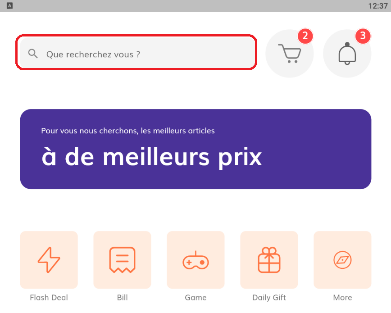 12:37
Que recherchez vous ?
2
3
Pour vous nous cherchons, les meilleurs articles
à de meilleurs prix
Flash Deal
Bill
Game
Daily Gift
More